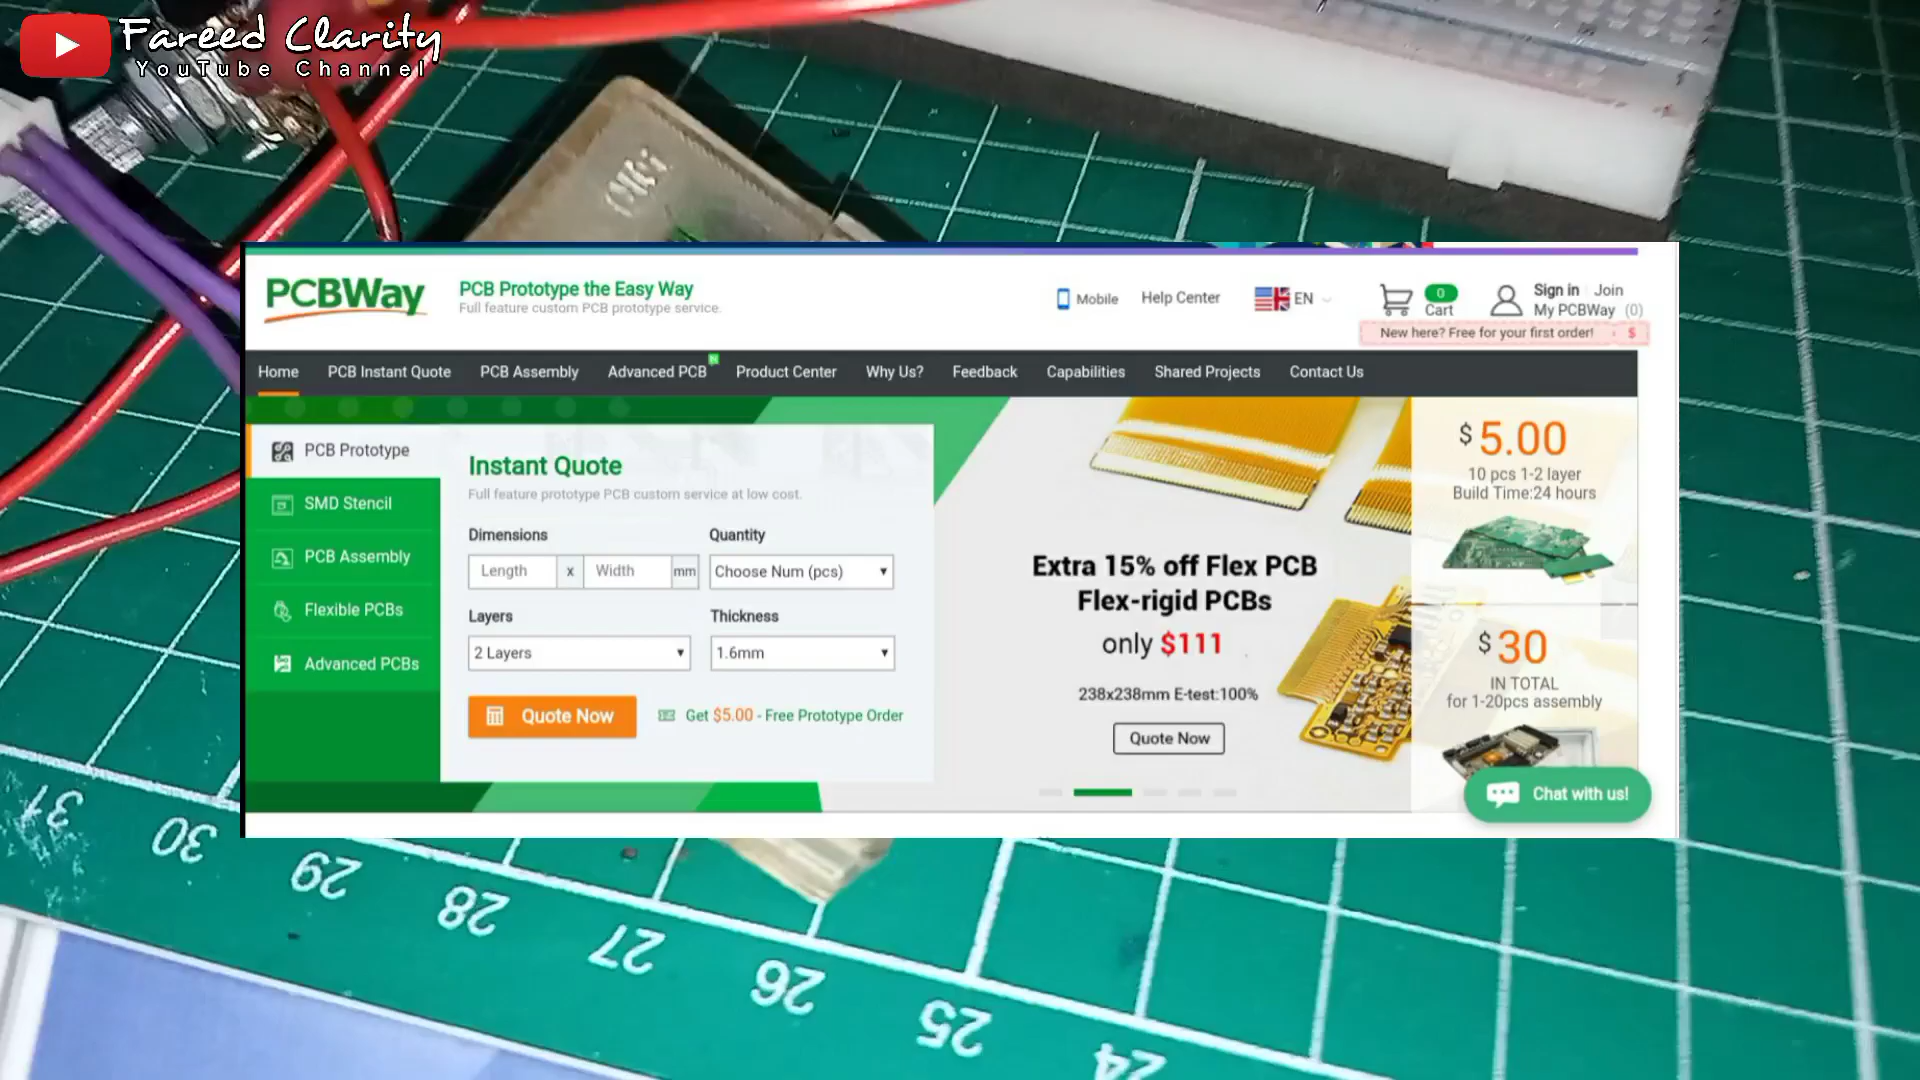 Fareed Clarity
YouTube Channel
PCBWay
PCB Prototype the Easy Way
Full feature custom PCB prototype service.
Mobile
Help Center
EN
0
Cart
Sign in
Join
My PCBWay (0)
New here? Free for your first order!
$
Home
PCB Instant Quote
PCB Assembly
Advanced PCB
N
Product Center
Why Us?
Feedback
Capabilities
Shared Projects
Contact Us
PCB Prototype
SMD Stencil
PCB Assembly
Flexible PCBs
Advanced PCBs
Instant Quote
Full feature prototype PCB custom service at low cost.
Dimensions
Quantity
Length x Width mm
Choose Num (pcs)
Layers
Thickness
2 Layers
1.6mm
Quote Now
Get $5.00 - Free Prototype Order
Extra 15% off Flex PCB
Flex-rigid PCBs
only $111
238x238mm E-test:100%
Quote Now
$5.00
10 pcs 1-2 layer
Build Time:24 hours
$30
IN TOTAL
for 1-20pcs assembly
Chat with us!
31
30
29
28
27
26
25
24